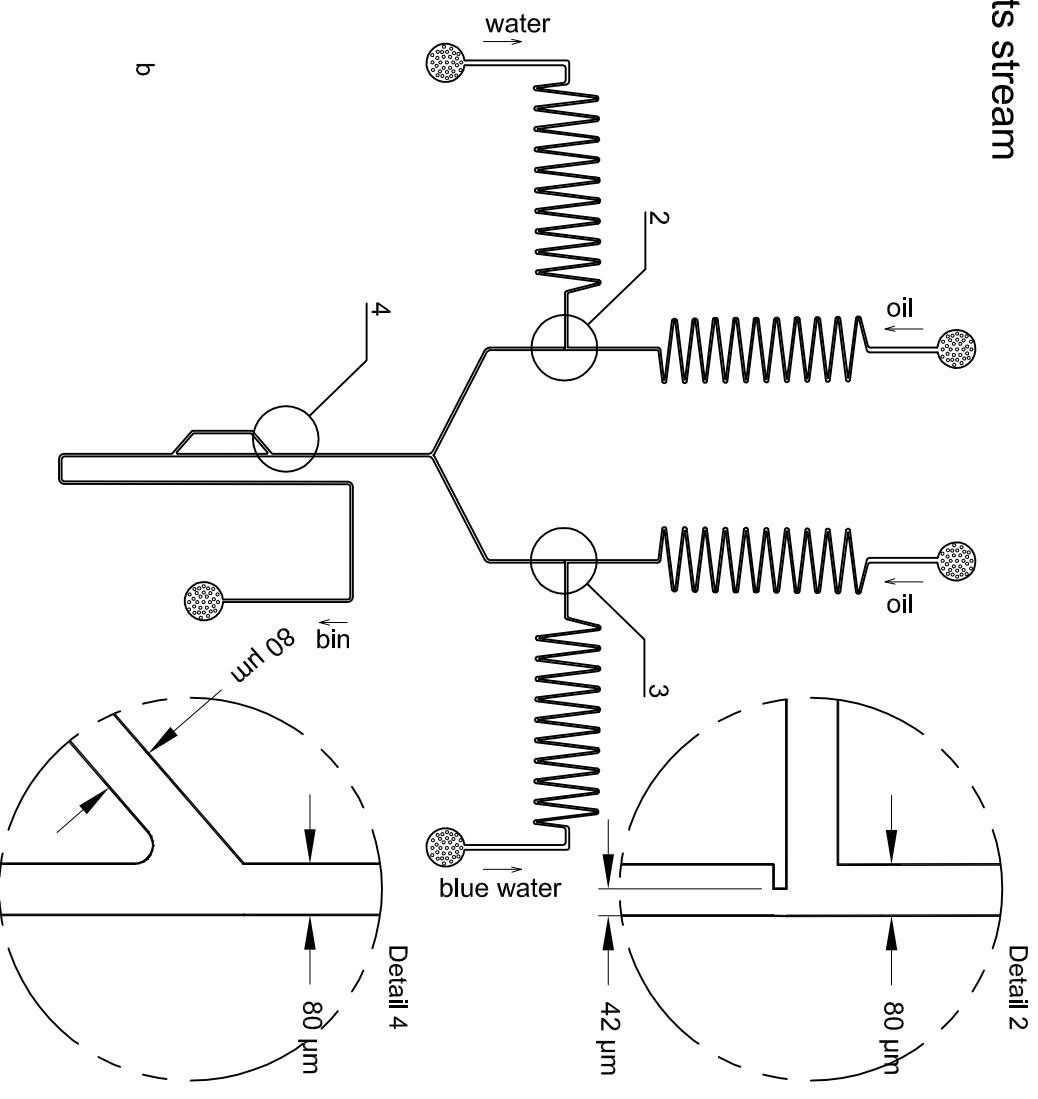 ts stream
water
b
2
oil
4
oil
bin
3
80 µm
blue water
Detail 2
80 µm
42 µm
Detail 4
80 µm